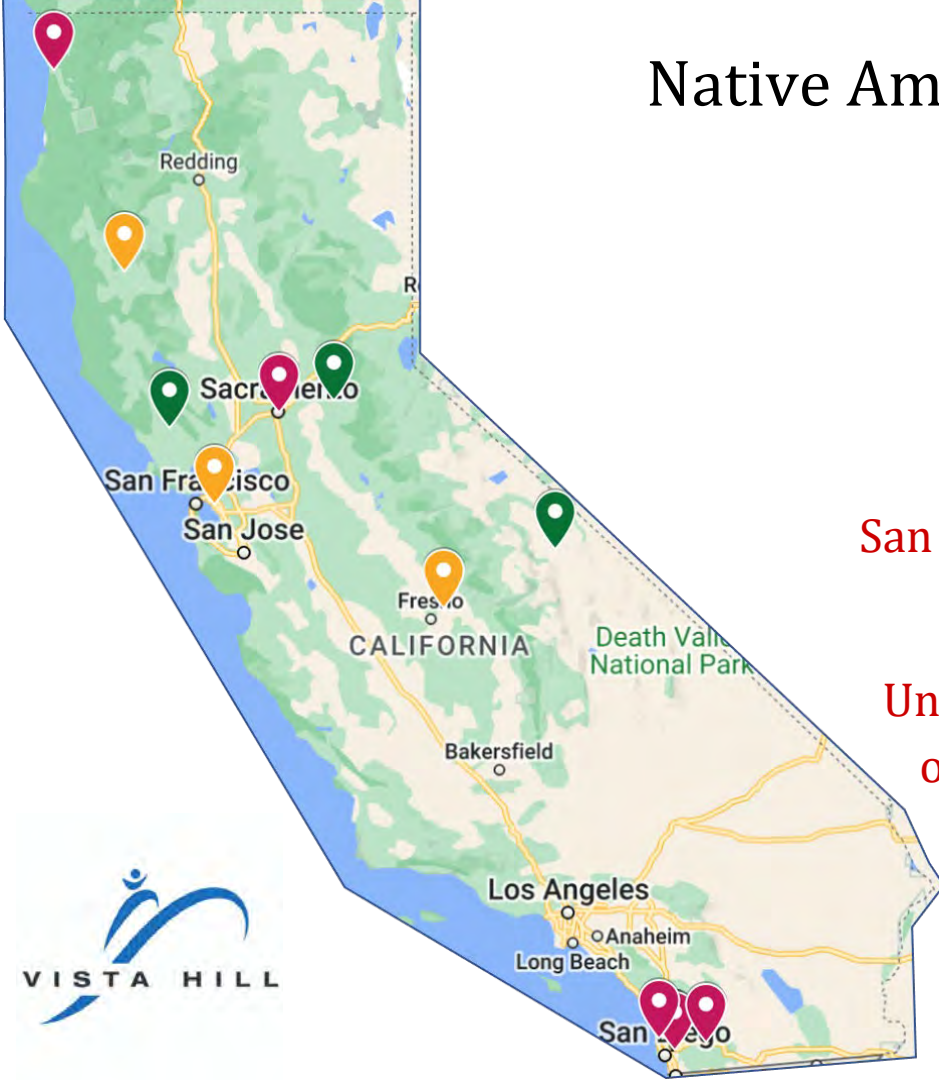 Native Am
Redding
R
Sacramento
San Francisco
San Jose
San
Fresno
CALIFORNIA
Death Valle
National Park
Un
o
Bakersfield
Los Angeles
Anaheim
Long Beach
VISTA HILL
San Diego